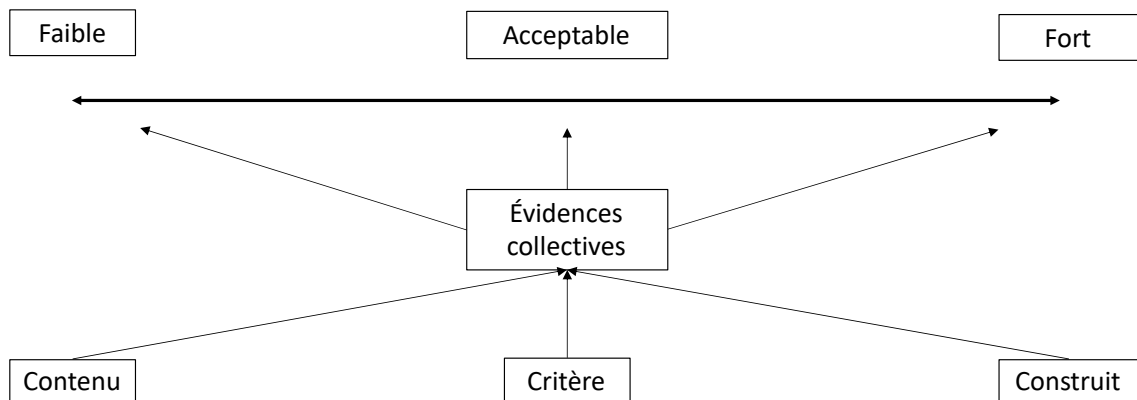 Faible
Acceptable
Fort
Évidences
collectives
Contenu
Critère
Construit